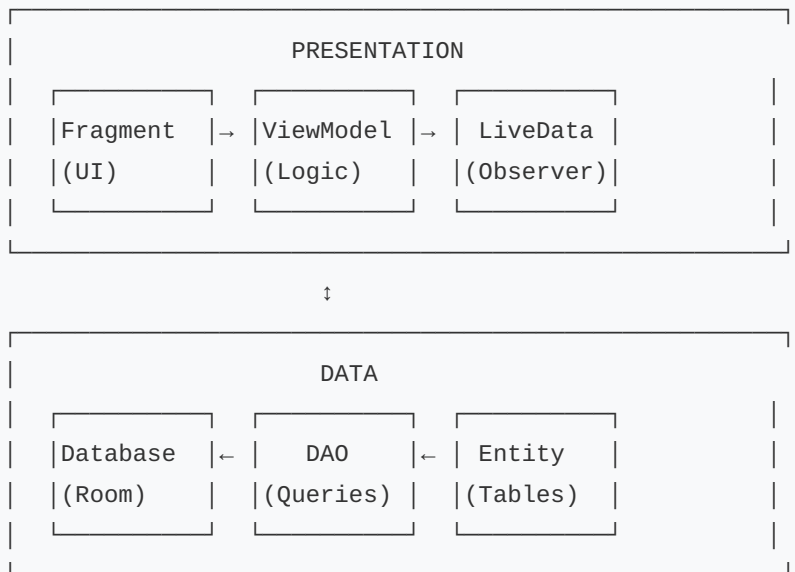 PRESENTATION
Fragment → ViewModel → LiveData
(UI) (Logic) (Observer)
↕
DATA
Database ← DAO ← Entity
(Room) (Queries) (Tables)